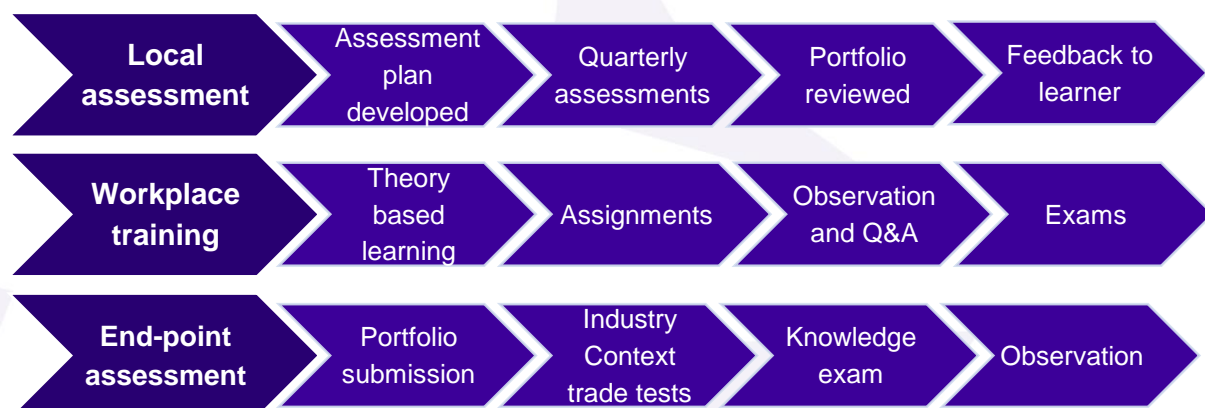 Local
assessment
Assessment
plan
developed
Quarterly
assessments
Portfolio
reviewed
Feedback to
learner
Workplace
training
Theory
based
learning
Assignments
Observation
and Q&A
Exams
End-point
assessment
Portfolio
submission
Industry
Context
trade tests
Knowledge
exam
Observation